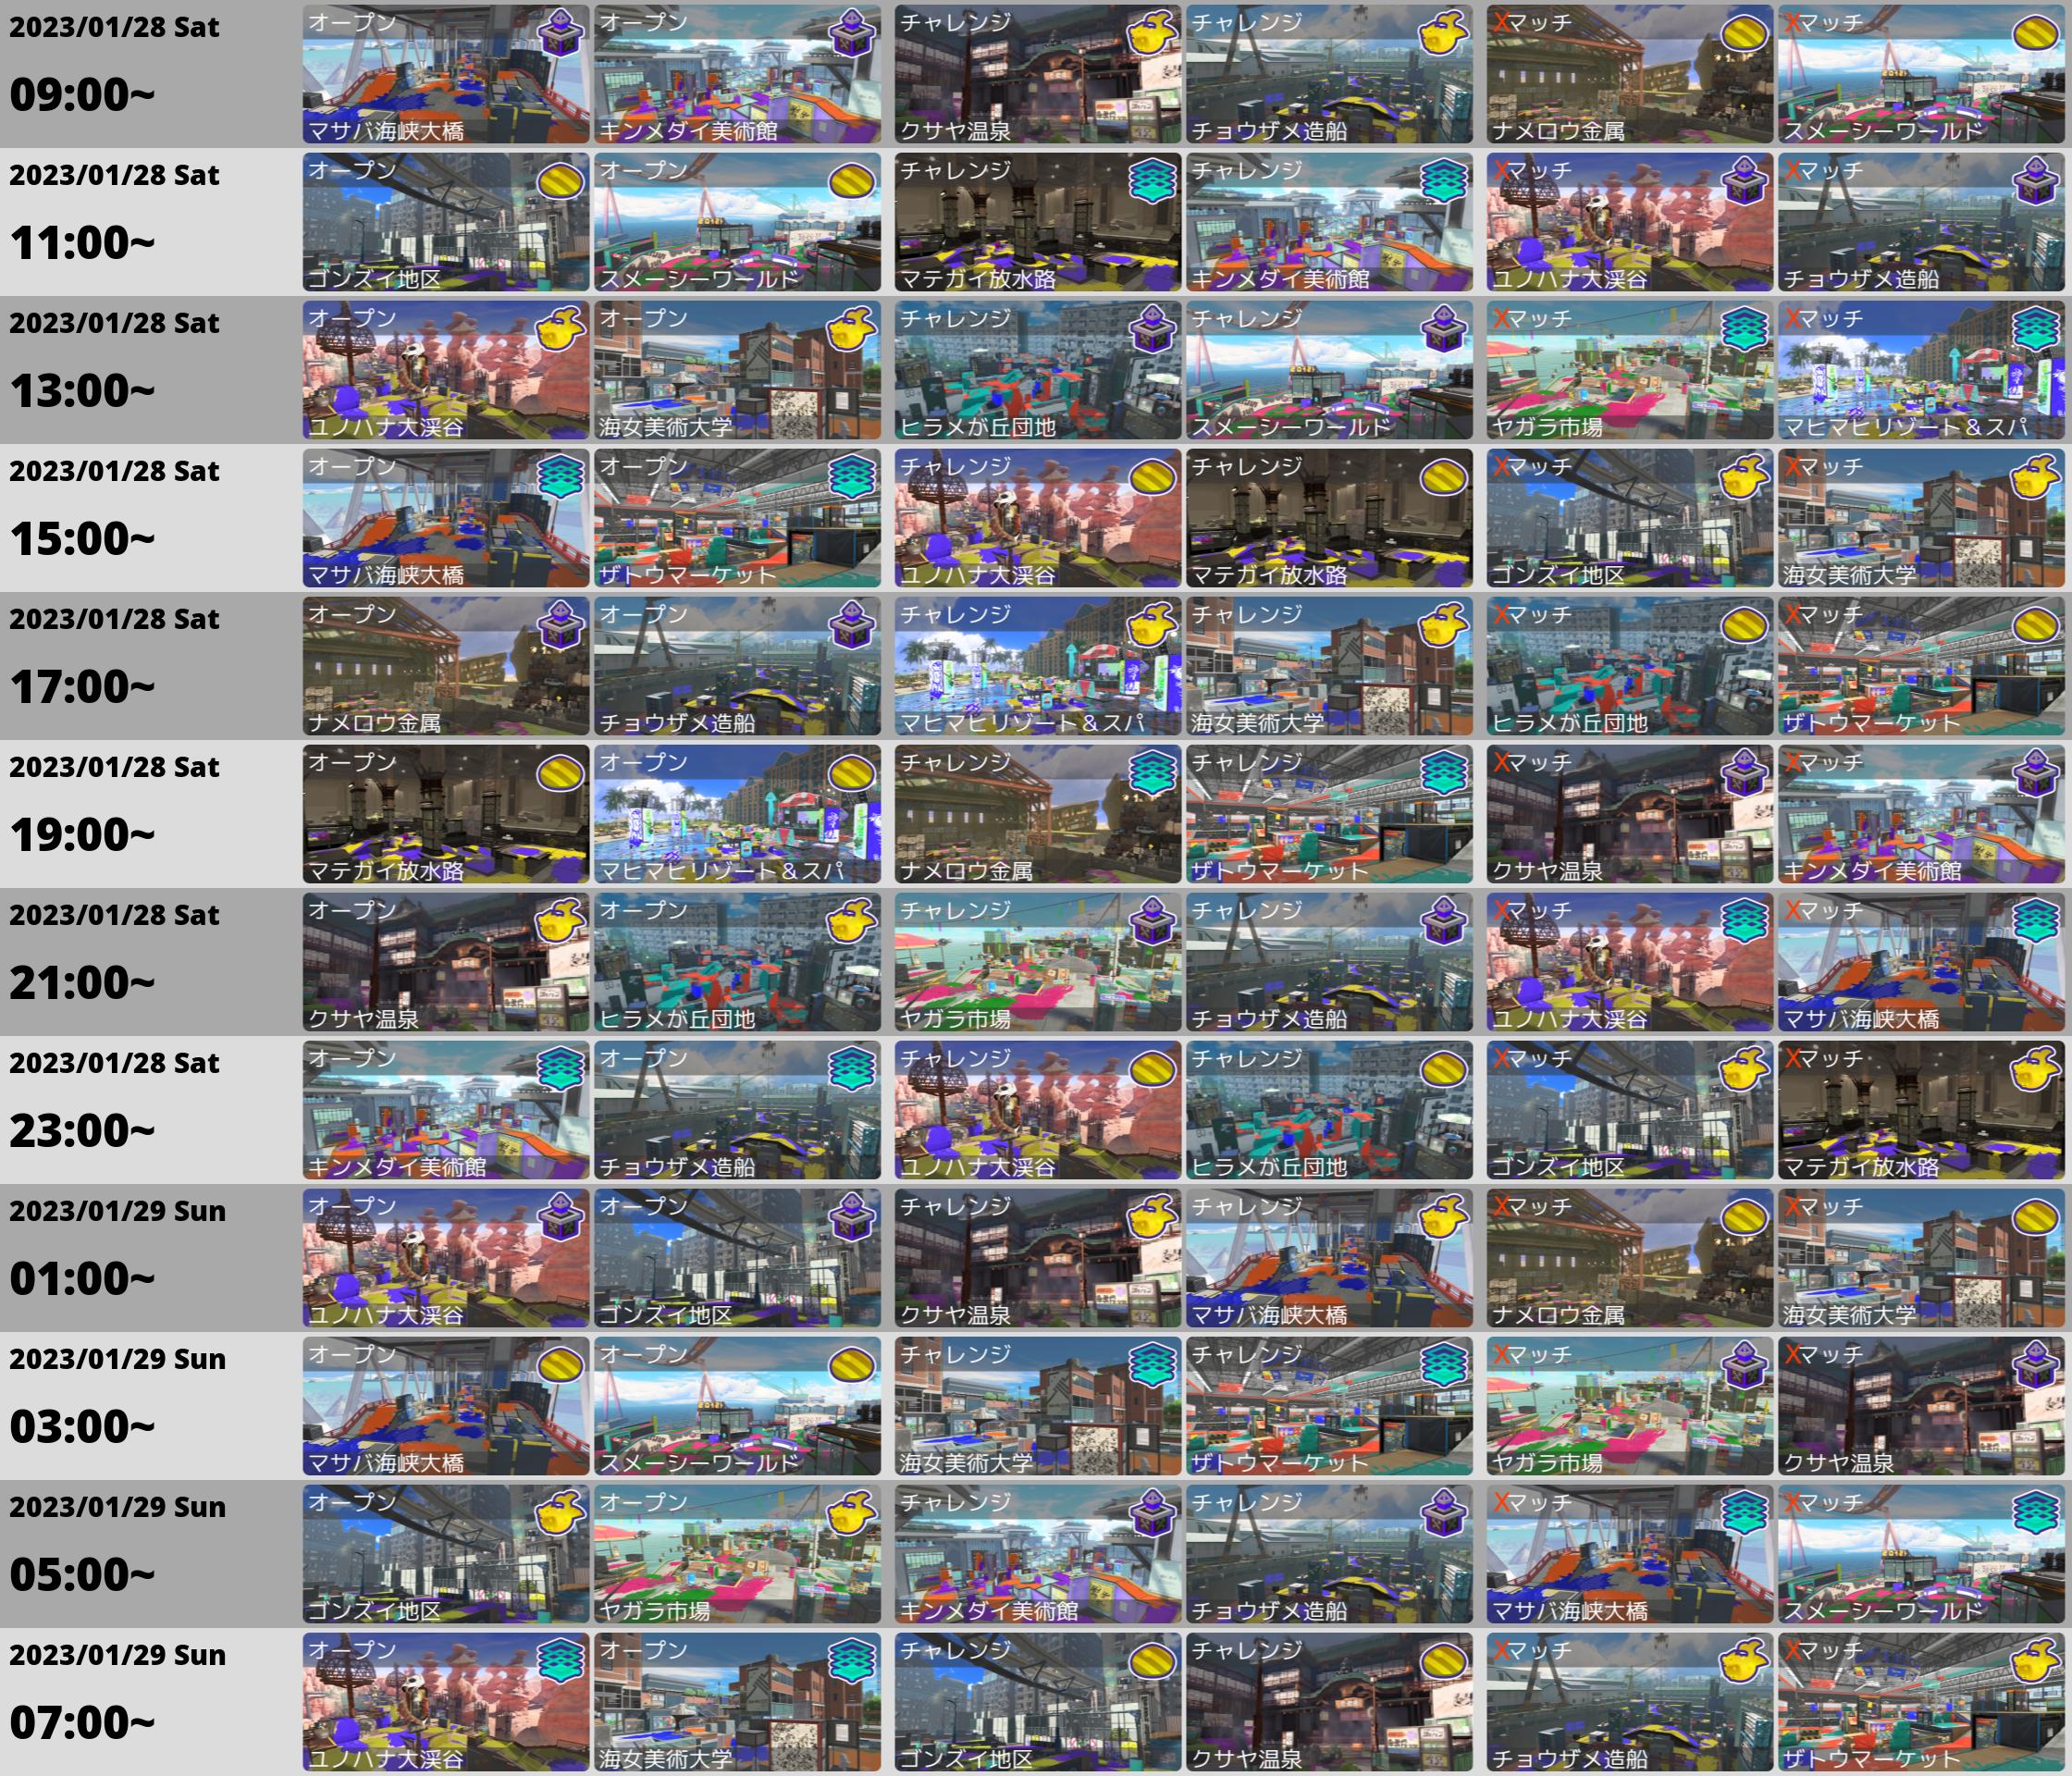 2023/01/28 Sat
09:00~
オープン オープン チャレンジ チャレンジ Xマッチ Xマッチ
マサバ海峡大橋 キンメダイ美術館 クサヤ温泉 チョウザメ造船 ナメロウ金属 スメーシーワールド
2023/01/28 Sat
11:00~
オープン オープン チャレンジ チャレンジ Xマッチ Xマッチ
ゴンズイ地区 スメーシーワールド マテガイ放水路 キンメダイ美術館 ユノハナ大渓谷 チョウザメ造船
2023/01/28 Sat
13:00~
オープン オープン チャレンジ チャレンジ Xマッチ Xマッチ
ユノハナ大渓谷 海女美術大学 ヒラメが丘団地 スメーシーワールド ヤガラ市場 マヒマヒリゾート＆スパ
2023/01/28 Sat
15:00~
オープン オープン チャレンジ チャレンジ Xマッチ Xマッチ
マサバ海峡大橋 ザトウマーケット ユノハナ大渓谷 マテガイ放水路 ゴンズイ地区 海女美術大学
2023/01/28 Sat
17:00~
オープン オープン チャレンジ チャレンジ Xマッチ Xマッチ
ナメロウ金属 チョウザメ造船 マヒマヒリゾート＆スパ 海女美術大学 ヒラメが丘団地 ザトウマーケット
2023/01/28 Sat
19:00~
オープン オープン チャレンジ チャレンジ Xマッチ Xマッチ
マテガイ放水路 マヒマヒリゾート＆スパ ナメロウ金属 ザトウマーケット クサヤ温泉 キンメダイ美術館
2023/01/28 Sat
21:00~
オープン オープン チャレンジ チャレンジ Xマッチ Xマッチ
クサヤ温泉 ヒラメが丘団地 ヤガラ市場 チョウザメ造船 ユノハナ大渓谷 マサバ海峡大橋
2023/01/28 Sat
23:00~
オープン オープン チャレンジ チャレンジ Xマッチ Xマッチ
キンメダイ美術館 チョウザメ造船 ユノハナ大渓谷 ヒラメが丘団地 ゴンズイ地区 マテガイ放水路
2023/01/29 Sun
01:00~
オープン オープン チャレンジ チャレンジ Xマッチ Xマッチ
ユノハナ大渓谷 ゴンズイ地区 クサヤ温泉 マサバ海峡大橋 ナメロウ金属 海女美術大学
2023/01/29 Sun
03:00~
オープン オープン チャレンジ チャレンジ Xマッチ Xマッチ
マサバ海峡大橋 スメーシーワールド 海女美術大学 ザトウマーケット ヤガラ市場 クサヤ温泉
2023/01/29 Sun
05:00~
オープン オープン チャレンジ チャレンジ Xマッチ Xマッチ
ゴンズイ地区 ヤガラ市場 キンメダイ美術館 チョウザメ造船 マサバ海峡大橋 スメーシーワールド
2023/01/29 Sun
07:00~
オープン オープン チャレンジ チャレンジ Xマッチ Xマッチ
ユノハナ大渓谷 海女美術大学 ゴンズイ地区 クサヤ温泉 チョウザメ造船 ザトウマーケット